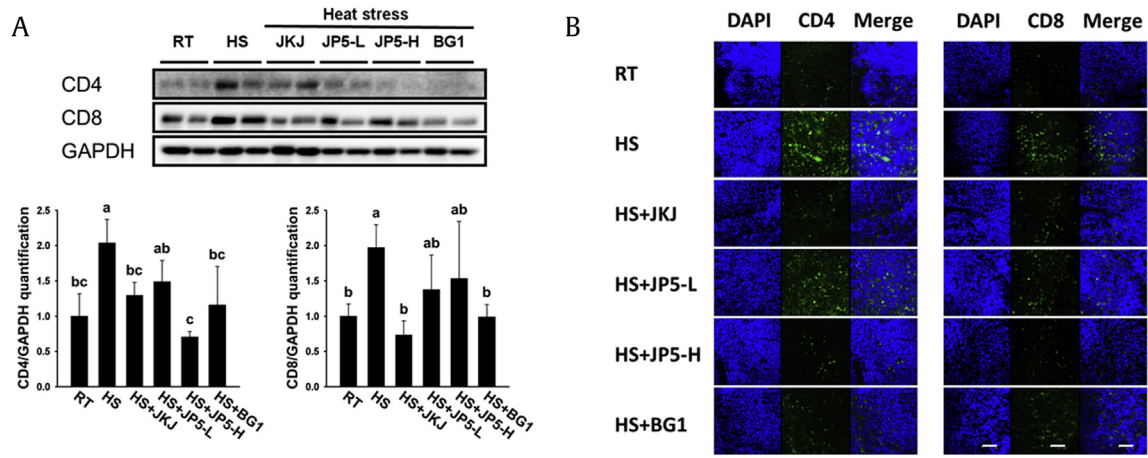 A
Heat stress
RT HS JKJ JP5-L JP5-H BG1
CD4
CD8
GAPDH
CD4/GAPDH quantification
2.5
2.0
1.5
1.0
0.5
0.0
bc a bc ab c bc
RT HS HS+JKJ HS+JP5-L HS+JP5-H HS+BG1
CD8/GAPDH quantification
2.5
2.0
1.5
1.0
0.5
0.0
b a b ab ab b
RT HS HS+JKJ HS+JP5-L HS+JP5-H HS+BG1
B
DAPI CD4 Merge DAPI CD8 Merge
RT
HS
HS+JKJ
HS+JP5-L
HS+JP5-H
HS+BG1